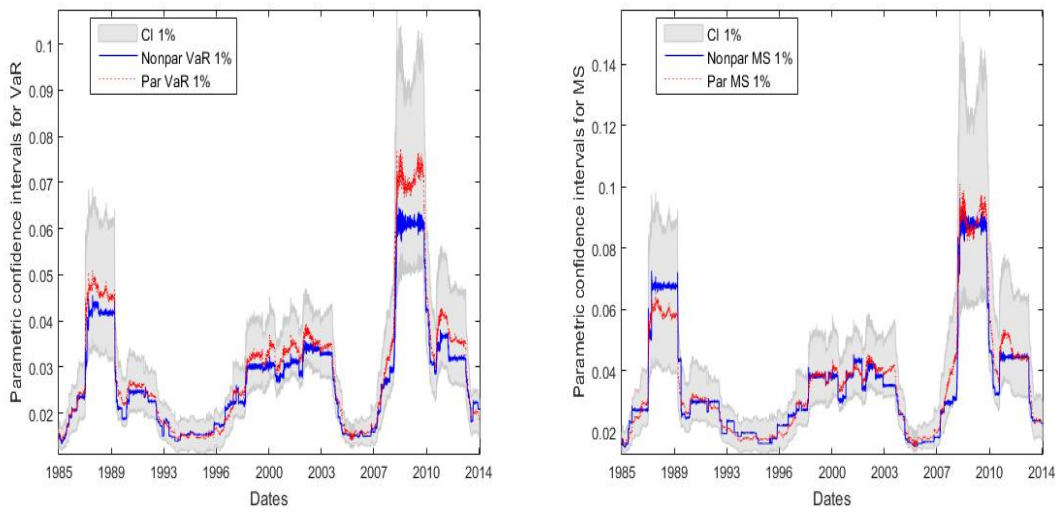 Parametric confidence intervals for VaR
0.1
0.09
0.08
0.07
0.06
0.05
0.04
0.03
0.02
CI 1%
Nonpar VaR 1%
Par VaR 1%
1985 1989 1993 1996 2000 2003 2007 2010 2014
Dates
Parametric confidence intervals for MS
0.14
0.12
0.1
0.08
0.06
0.04
0.02
CI 1%
Nonpar MS 1%
Par MS 1%
1985 1989 1993 1996 2000 2003 2007 2010 2014
Dates